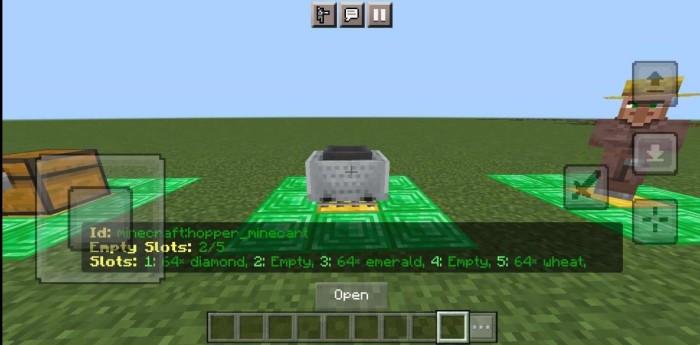 Id: minecraft:hopper_minecart
Empty Slots: 2/5
Slots: 1: 64× diamond, 2: Empty, 3: 64× emerald, 4: Empty, 5: 64× wheat,
Open